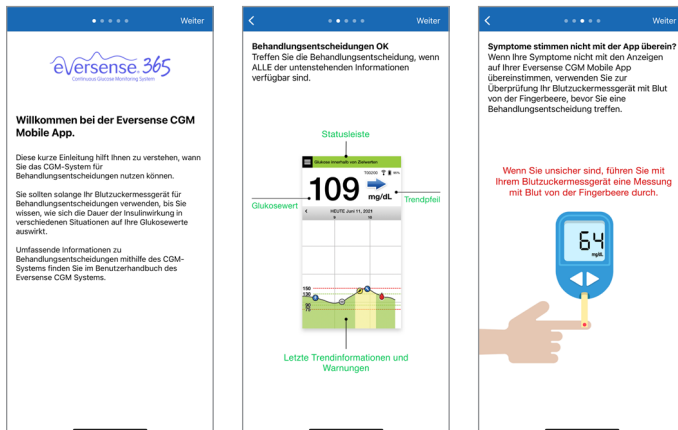 Weiter
eversense. 365
Continuous Glucose Monitoring System
Willkommen bei der Eversense CGM
Mobile App.
Diese kurze Einleitung hilft Ihnen zu verstehen, wann
Sie das CGM-System für
Behandlungsentscheidungen nutzen können.
Sie sollten solange Ihr Blutzuckermessgerät für
Behandlungsentscheidungen verwenden, bis Sie
wissen, wie sich die Dauer der Insulinwirkung in
verschiedenen Situationen auf Ihre Glukosewerte
auswirkt.
Umfassende Informationen zu
Behandlungsentscheidungen mithilfe des CGM-
Systems finden Sie im Benutzerhandbuch des
Eversense CGM Systems.
Weiter
Behandlungsentscheidungen OK
Treffen Sie die Behandlungsentscheidung, wenn
ALLE der untenstehenden Informationen
verfügbar sind.
Statusleiste
Glukose innerhalb von Zielwerten
109
mg/dL
Glukosewert
Trendpfeil
HEUTE Juni 11, 2021
150
130
90
75
Letzte Trendinformationen und
Warnungen
Weiter
Symptome stimmen nicht mit der App überein?
Wenn Ihre Symptome nicht mit den Anzeigen
auf Ihrer Eversense CGM Mobile App
übereinstimmen, verwenden Sie zur
Überprüfung Ihr Blutzuckermessgerät mit Blut
von der Fingerbeere, bevor Sie eine
Behandlungsentscheidung treffen.
Wenn Sie unsicher sind, führen Sie mit
Ihrem Blutzuckermessgerät eine Messung
mit Blut von der Fingerbeere durch.
64
mg/dL